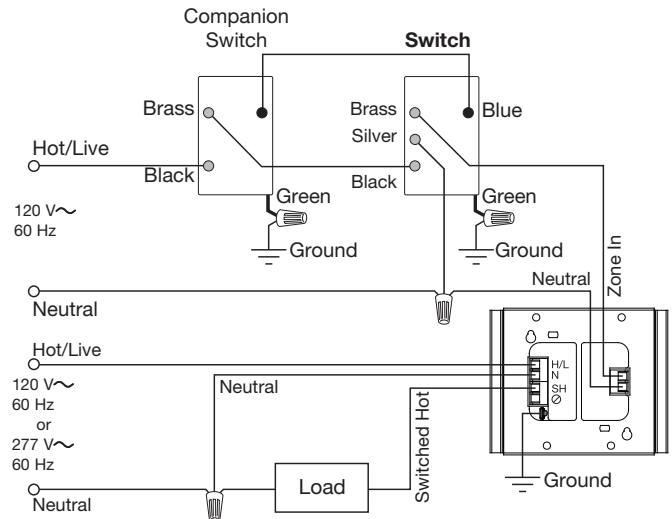 Companion
Switch
Switch
Brass
Brass
Blue
Silver
Hot/Live
Black
Black
Green
Green
120 V~
60 Hz
Ground
Ground
Neutral
Zone In
Neutral
Hot/Live
H/L
N
SH
120 V~
60 Hz
or
277 V~
60 Hz
Neutral
Switched Hot
Load
Ground
Neutral